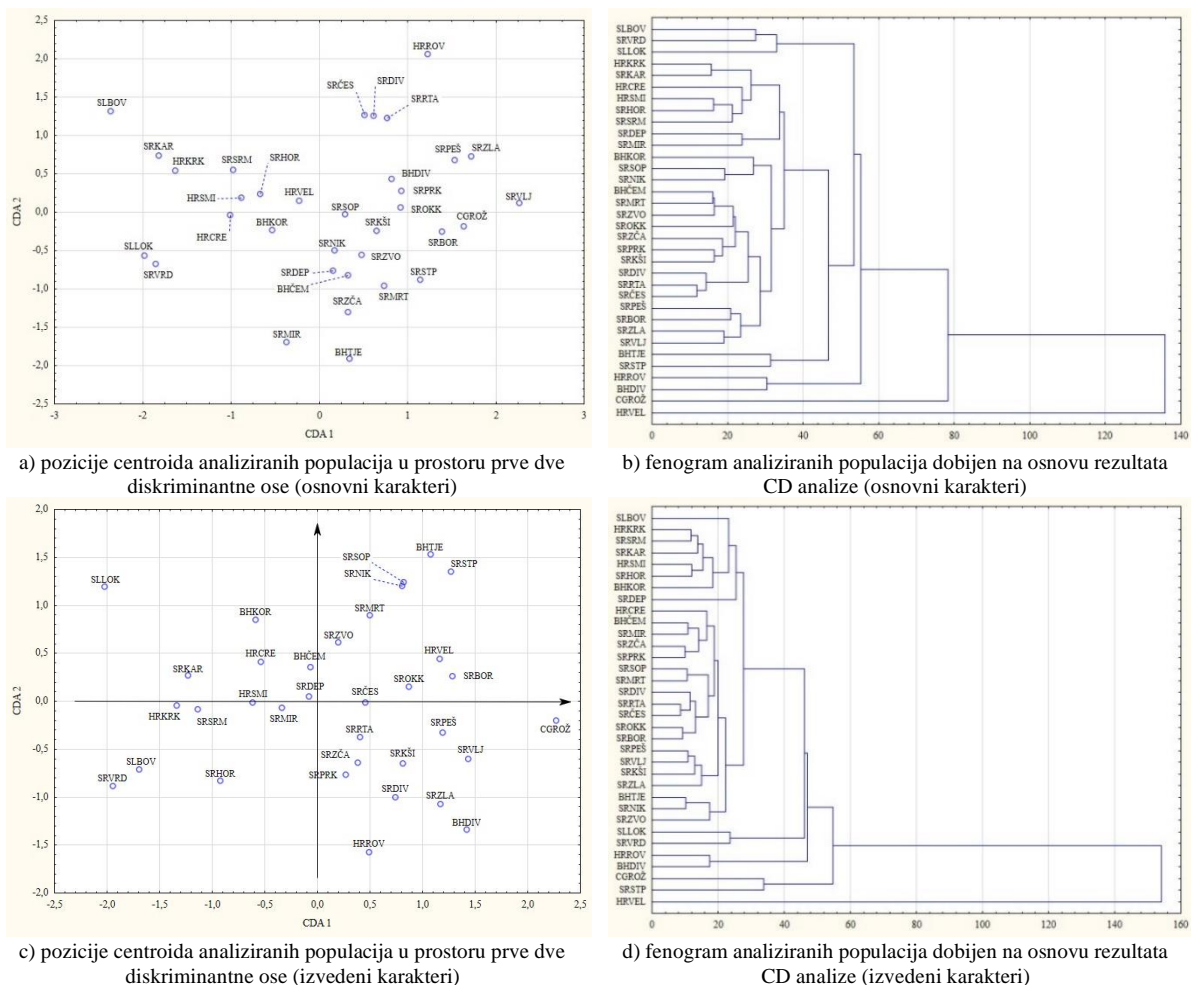 2,5
2,0
1,5
1,0
0,5
0,0
-0,5
-1,0
-1,5
-2,0
-2,5
CDA 2
HRROV
SRČES
SRDIV
SRRTA
SLBOV
SRKAR
HRKRK
SRSRM
SRHOR
SRPEŠ
SRZLA
BHDIV
HRSMI
HRVEL
SRPRK
SRVLJ
SRSOP
SROKK
CGROŽ
HRCRE
BHKOR
SRKŠI
SRBOR
SLLOK
SRVRD
SRNIK
SRZVO
SRDEP
BHČEM
SRSTP
SRMRT
SRZČA
SRMIR
BHTJE
-3 -2 -1 0 1 2 3
CDA 1
SLBOV
SRVRD
SLLOK
HRKRK
SRKAR
HRCRE
HRSMI
SRHOR
SRSRM
SRDEP
SRMIR
BHKOR
SRSOP
SRNIK
BHČEM
SRMRT
SRZVO
SROKK
SRZČA
SRPRK
SRKŠI
SRDIV
SRRTA
SRČES
SRPEŠ
SRBOR
SRZLA
SRVLJ
BHTJE
SRSTP
HRROV
BHDIV
CGROŽ
HRVEL
0 20 40 60 80 100 120 140
a) pozicije centroida analiziranih populacija u prostoru prve dve
diskriminantne ose (osnovni karakteri)
b) fenogram analiziranih populacija dobijen na osnovu rezultata
CD analize (osnovni karakteri)
2,0
1,5
1,0
0,5
0,0
-0,5
-1,0
-1,5
-2,0
CDA 2
SRSOP
BHTJE
SRNIK
SRSTP
SLLOK
BHKOR
SRMRT
SRZVO
HRCRE
BHČEM
HRVEL
SRKAR
SRDEP
SROKK
SRBOR
HRSMI
SRČES
HRKRK
SRSRM
SRMIR
CGROŽ
SRRTA
SRPEŠ
SRZČA
SRKŠI
SRVLJ
SLBOV
SRHOR
SRPRK
SRVRD
SRDIV
SRZLA
BHDIV
HRROV
-2,5 -2,0 -1,5 -1,0 -0,5 0,0 0,5 1,0 1,5 2,0 2,5
CDA 1
SLBOV
HRKRK
SRSRM
SRKAR
HRSMI
SRHOR
BHKOR
SRDEP
HRCRE
BHČEM
SRMIR
SRZČA
SRPRK
SRSOP
SRMRT
SRDIV
SRRTA
SRČES
SROKK
SRBOR
SRPEŠ
SRVLJ
SRKŠI
SRZLA
BHTJE
SRNIK
SRZVO
SLLOK
SRVRD
HRROV
BHDIV
CGROŽ
SRSTP
HRVEL
0 20 40 60 80 100 120 140 160
c) pozicije centroida analiziranih populacija u prostoru prve dve
diskriminantne ose (izvedeni karakteri)
d) fenogram analiziranih populacija dobijen na osnovu rezultata
CD analize (izvedeni karakteri)